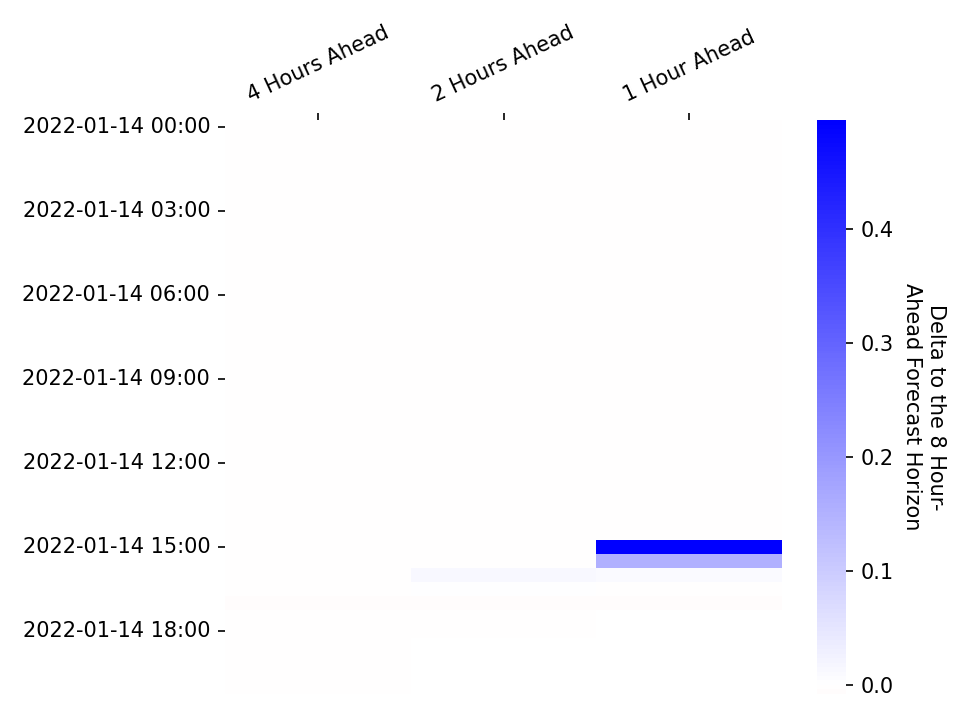 4 Hours Ahead
2 Hours Ahead
1 Hour Ahead
2022-01-14 00:00
2022-01-14 03:00
2022-01-14 06:00
2022-01-14 09:00
2022-01-14 12:00
2022-01-14 15:00
2022-01-14 18:00
0.4
0.3
0.2
0.1
0.0
Delta to the 8 Hour-
Ahead Forecast Horizon